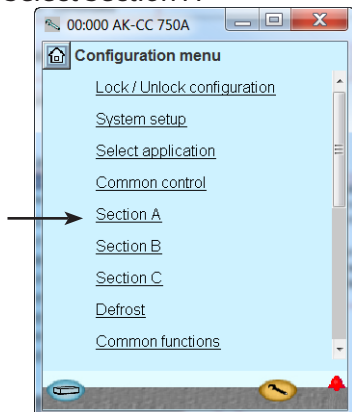 00:000 AK-CC 750A
Configuration menu
Lock / Unlock configuration
System setup
Select application
Common control
Section A
Section B
Section C
Defrost
Common functions